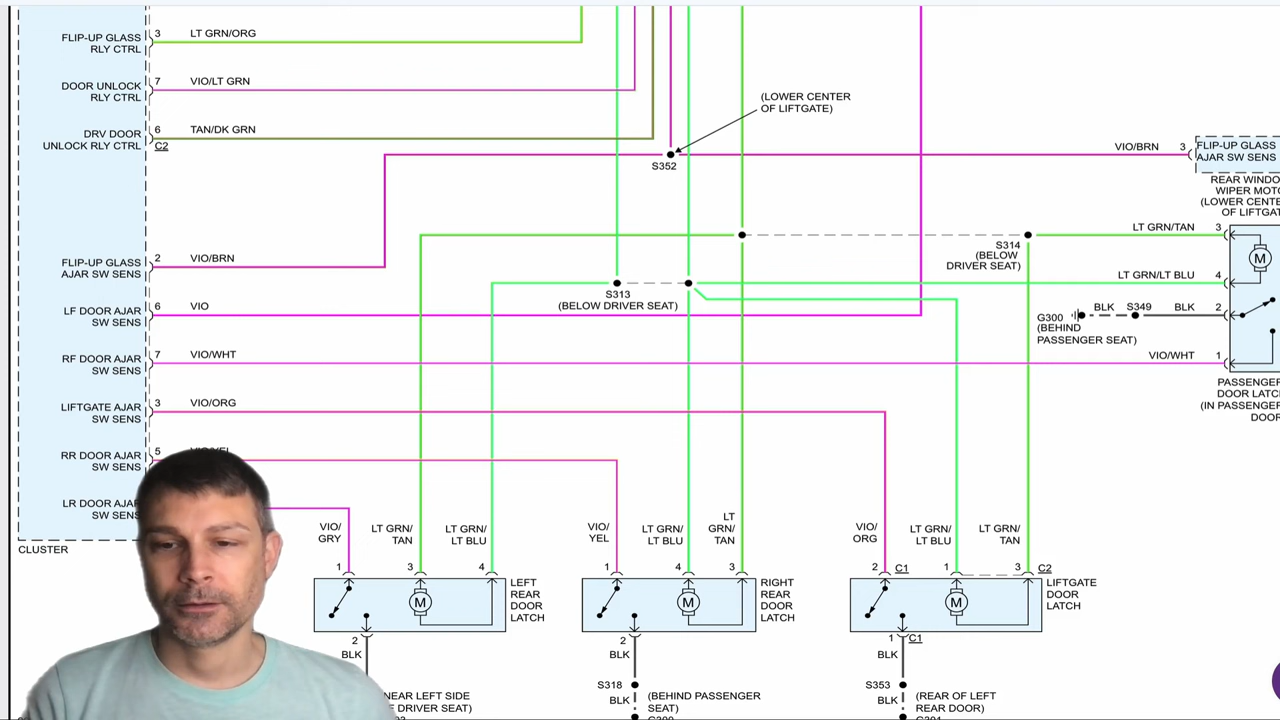 FLIP-UP GLASS
RLY CTRL
3
LT GRN/ORG
DOOR UNLOCK
RLY CTRL
7
VIO/LT GRN
DRV DOOR
UNLOCK RLY CTRL
6
C2
TAN/DK GRN
(LOWER CENTER
OF LIFTGATE)
S352
VIO/BRN
3
FLIP-UP GLASS
AJAR SW SENS
REAR
WIPER
OF
FLIP-UP GLASS
AJAR SW SENS
2
VIO/BRN
S314
(BELOW
DRIVER SEAT)
LT GRN/TAN
3
M
LT GRN/LT BLU
4
S313
(BELOW DRIVER SEAT)
LF DOOR AJAR
SW SENS
6
VIO
G300
(BEHIND
PASSENGER SEAT)
BLK
S349
BLK
2
RF DOOR AJAR
SW SENS
7
VIO/WHT
VIO/WHT
1
PASSENGER
DOOR LATCH
(IN PASSENGER
DOOR
LIFTGATE AJAR
SW SENS
3
VIO/ORG
RR DOOR AJAR
SW SENS
5
LR DOOR AJAR
SW SENS
CLUSTER
VIO/
GRY
LT GRN/
TAN
LT GRN/
LT BLU
VIO/
YEL
LT GRN/
LT BLU
LT
GRN/
TAN
VIO/
ORG
LT GRN/
LT BLU
LT GRN/
TAN
1
3
4
1
4
3
2
C1
1
3
C2
M
LEFT
REAR
DOOR
LATCH
M
RIGHT
REAR
DOOR
LATCH
M
LIFTGATE
DOOR
LATCH
2
BLK
2
BLK
1
C1
BLK
S318
S353
BLK
BLK
NEAR LEFT SIDE
DRIVER SEAT)
(BEHIND PASSENGER
SEAT)
(REAR OF LEFT
REAR DOOR)